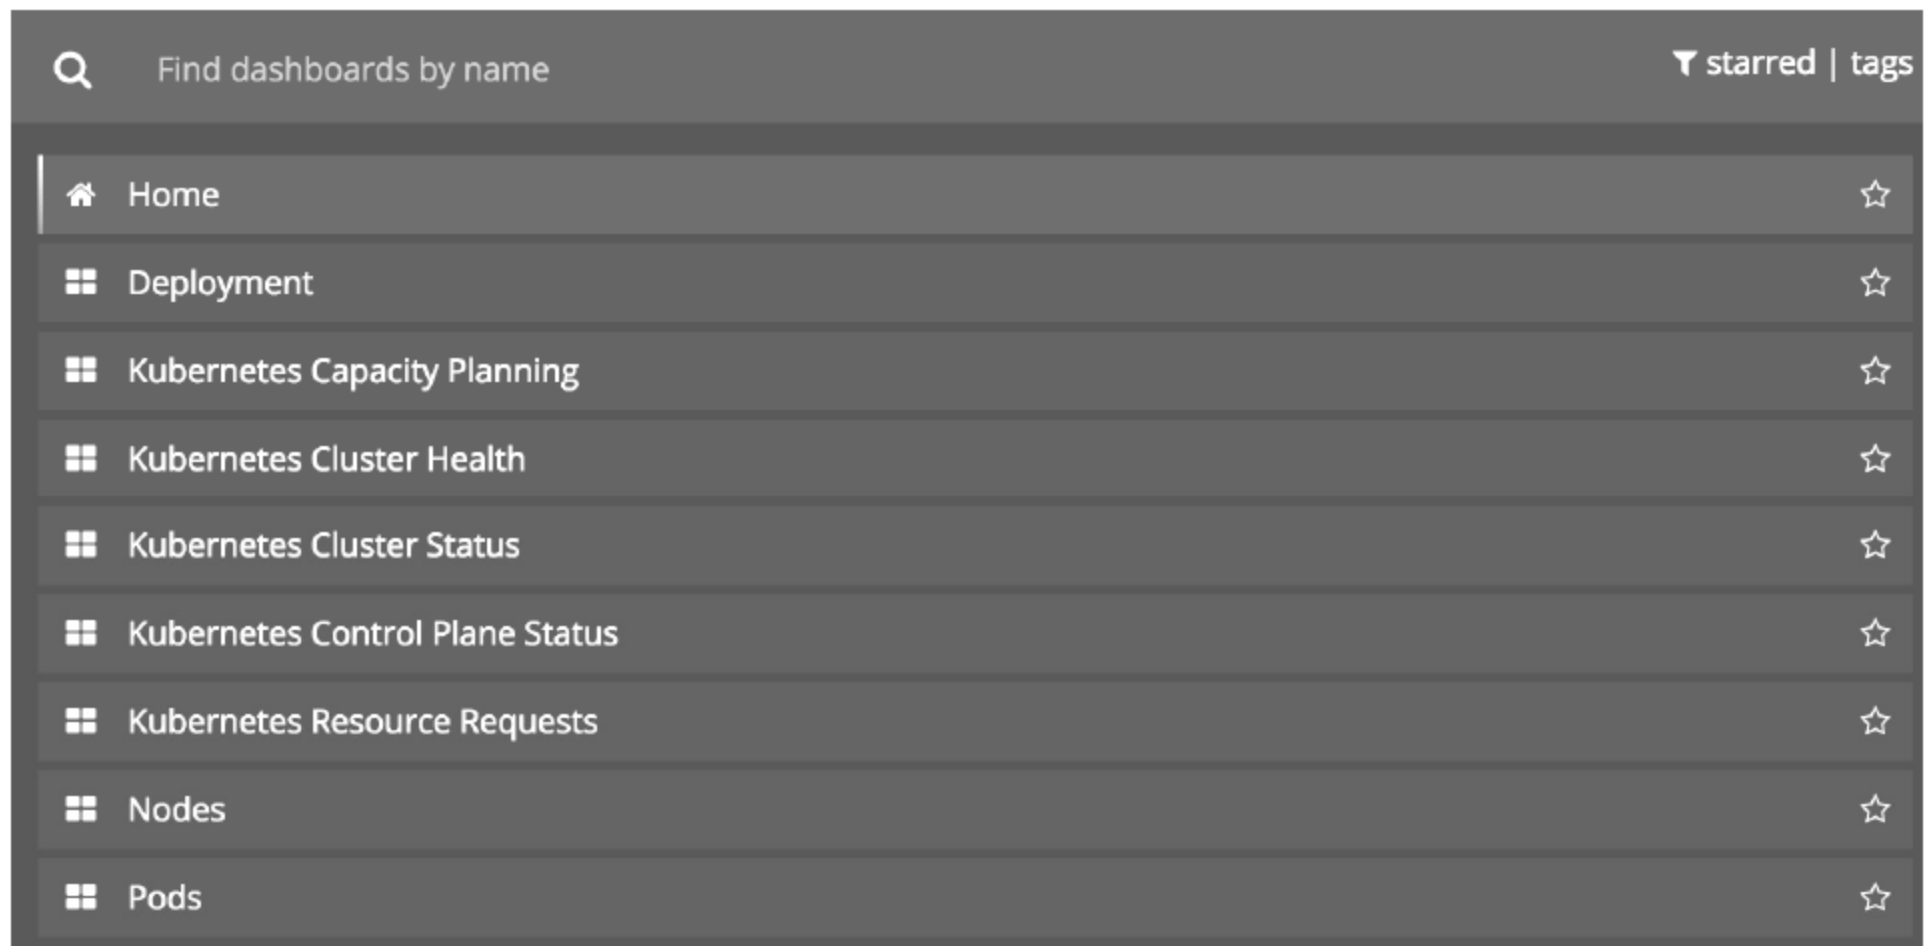 Find dashboards by name
starred | tags
Home
Deployment
Kubernetes Capacity Planning
Kubernetes Cluster Health
Kubernetes Cluster Status
Kubernetes Control Plane Status
Kubernetes Resource Requests
Nodes
Pods